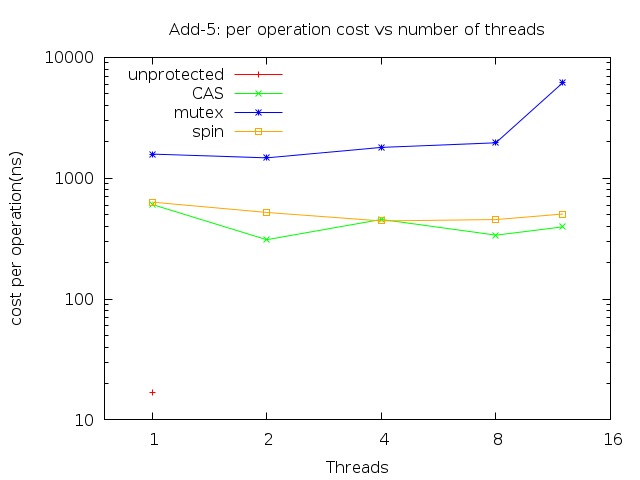 Add-5: per operation cost vs number of threads
10000
1000
100
10
cost per operation(ns)
unprotected
CAS
mutex
spin
1 2 4 8 16
Threads